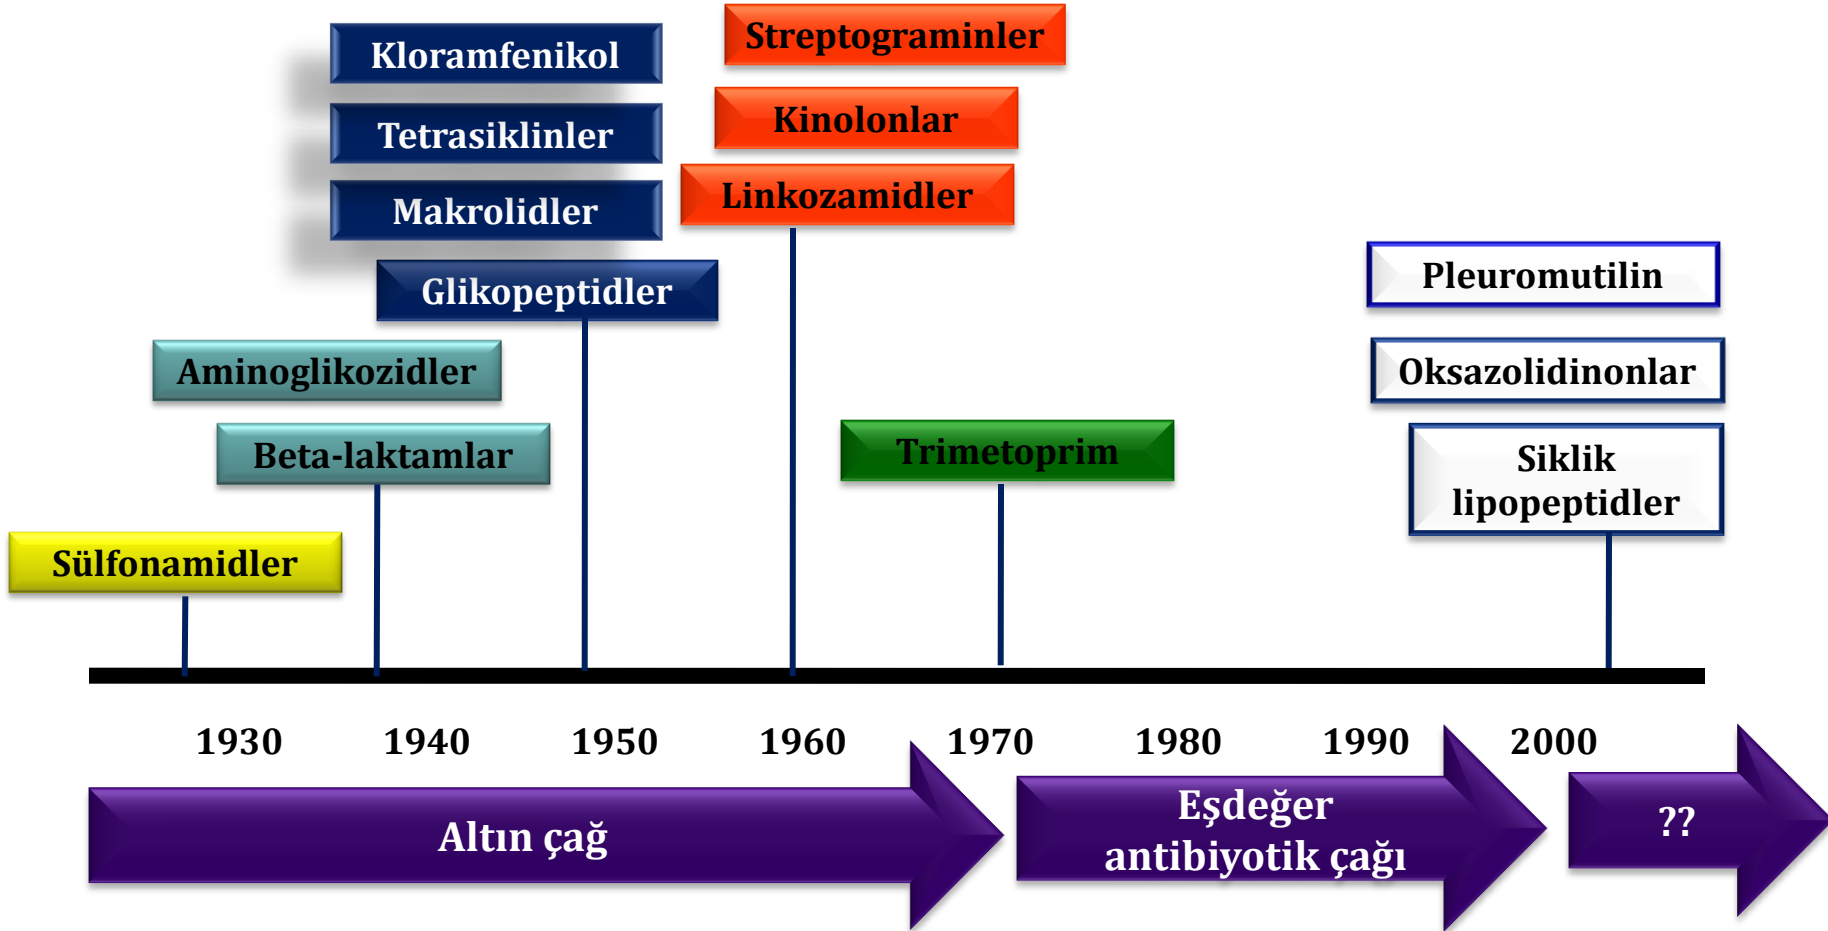 Kloramfenikol
Tetrasiklinler
Makrolidler
Glikopeptidler
Streptograminler
Kinolonlar
Linkozamidler
Aminoglikozidler
Beta-laktamlar
Sülfonamidler
Trimetoprim
Pleuromutilin
Oksazolidinonlar
Siklik
lipopeptidler
1930 1940 1950 1960 1970 1980 1990 2000
Altın çağ
Eşdeğer
antibiyotik çağı
??